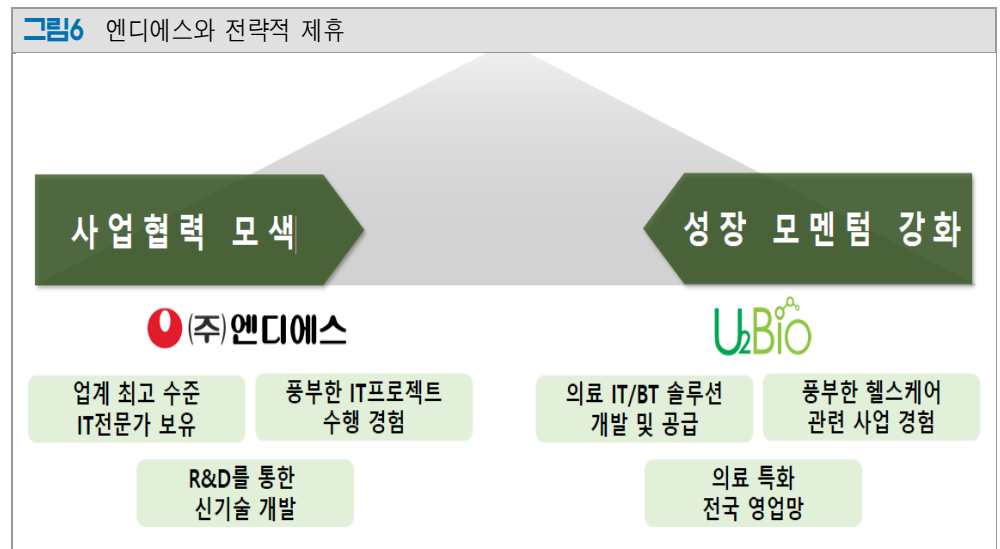 그림6 엔디에스와 전략적 제휴
사업협력 모색
성장 모멘텀 강화
(주)엔디에스
U2Bio
업계 최고 수준
IT전문가 보유
풍부한 IT프로젝트
수행 경험
의료 IT/BT 솔루션
개발 및 공급
풍부한 헬스케어
관련 사업 경험
R&D를 통한
신기술 개발
의료 특화
전국 영업망